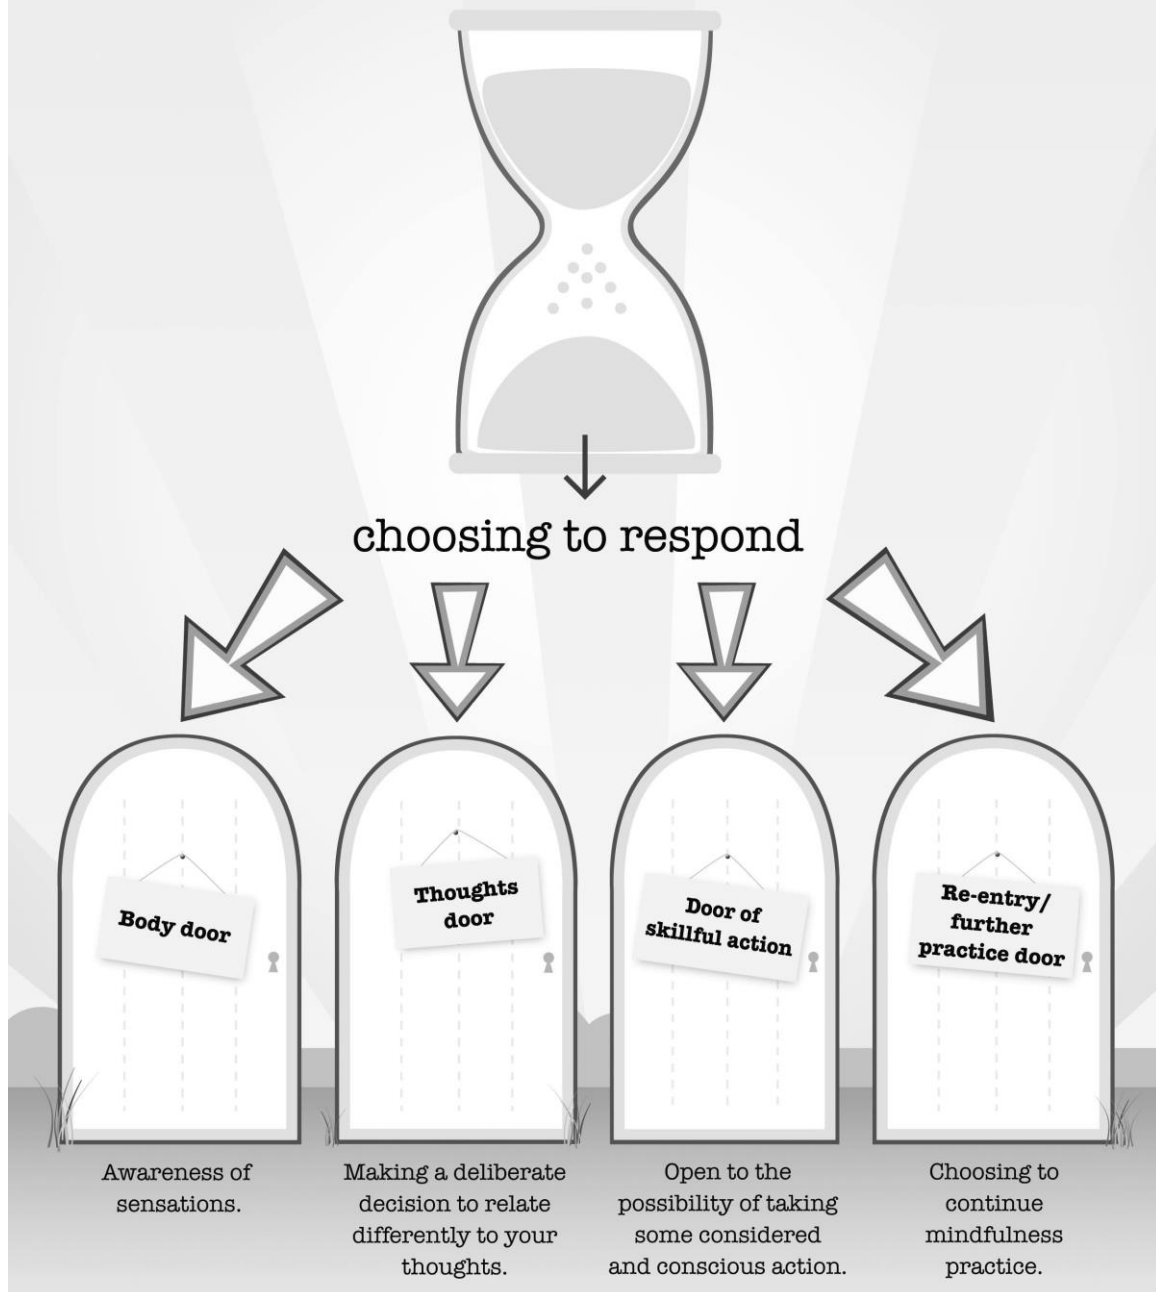 choosing to respond
Body door
Thoughts
door
Door of
skillful action
Re-entry/
further
practice door
Awareness of
sensations.
Making a deliberate
decision to relate
differently to your
thoughts.
Open to the
possibility of taking
some considered
and conscious action.
Choosing to
continue
mindfulness
practice.